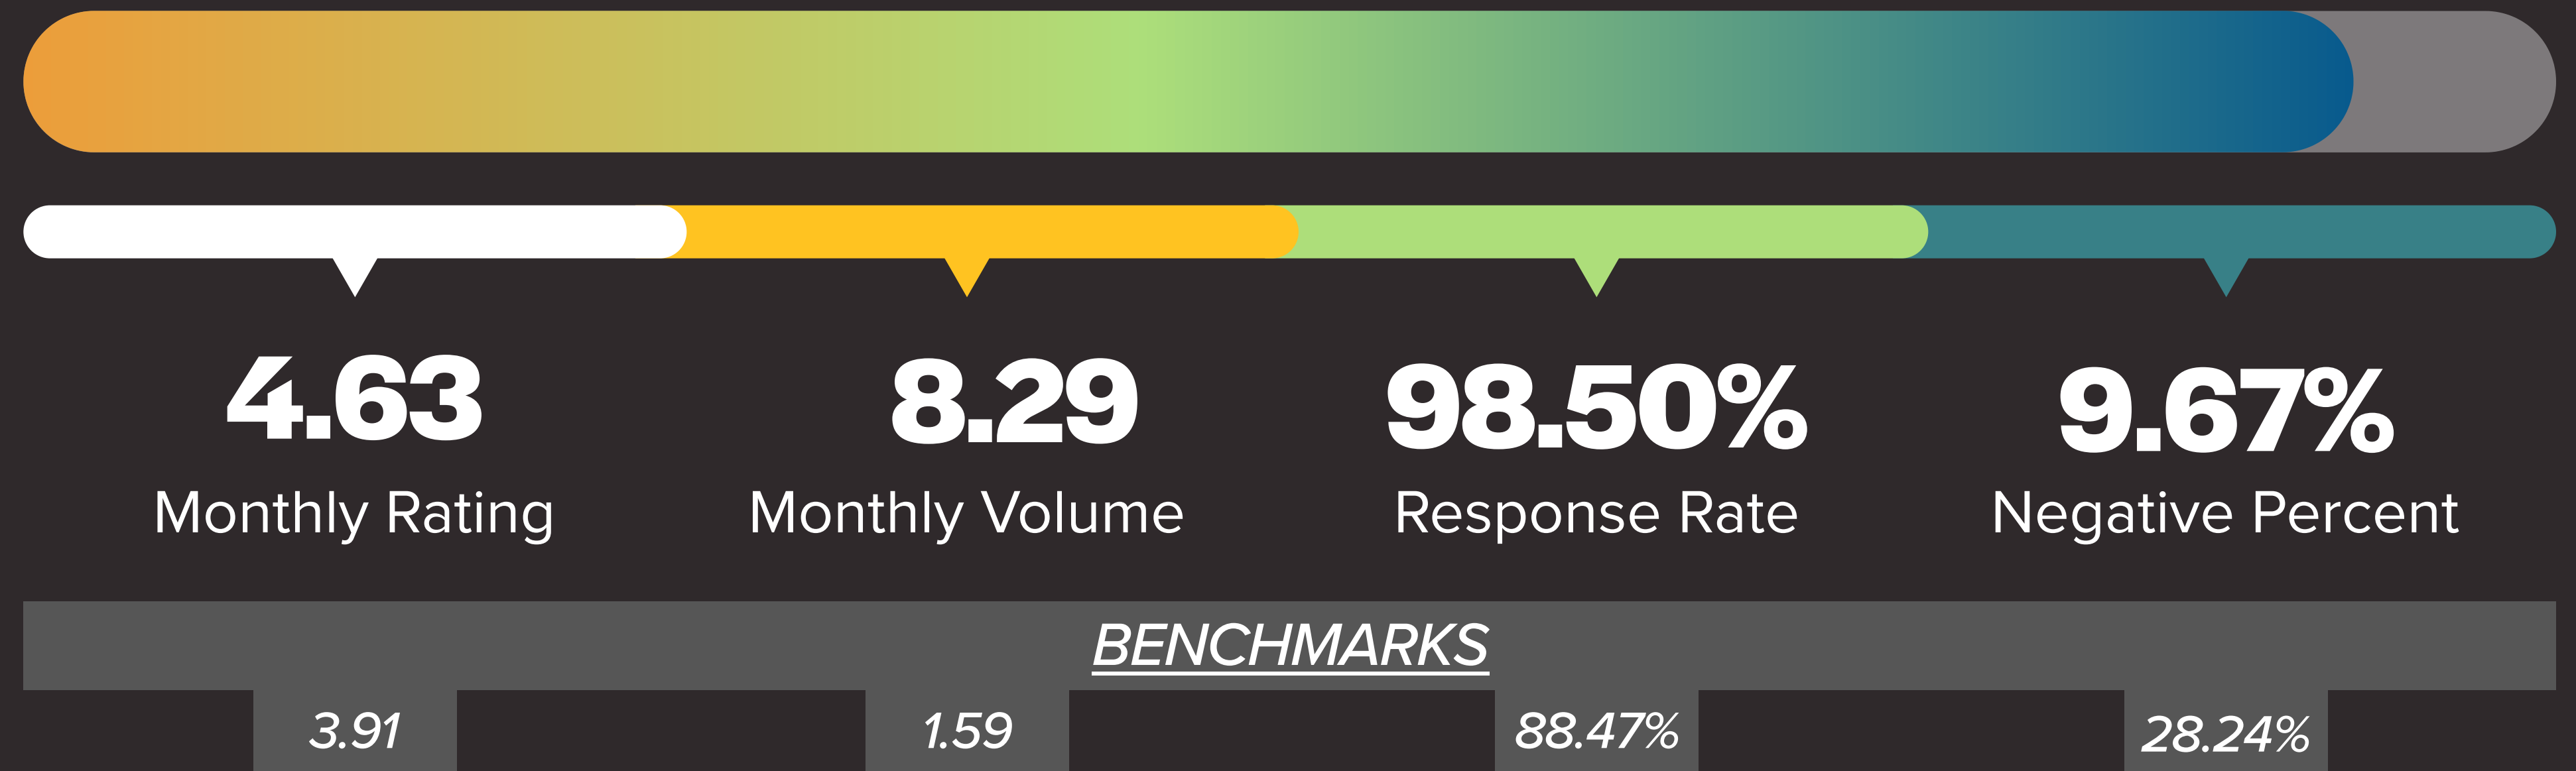 4.63 8.29 98.50% 9.67%
Monthly Rating Monthly Volume Response Rate Negative Percent
BENCHMARKS
3.91 1.59 88.47% 28.24%